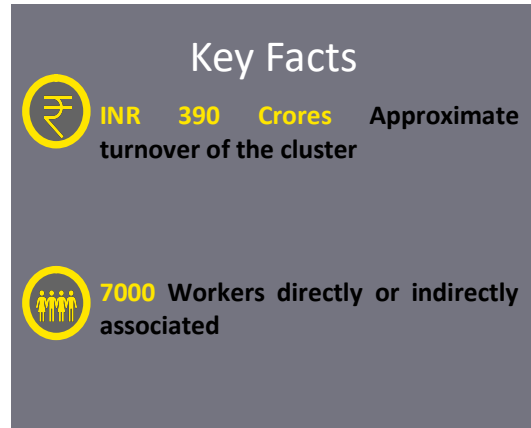 Key Facts
INR 390 Crores Approximate
turnover of the cluster
7000 Workers directly or indirectly
associated